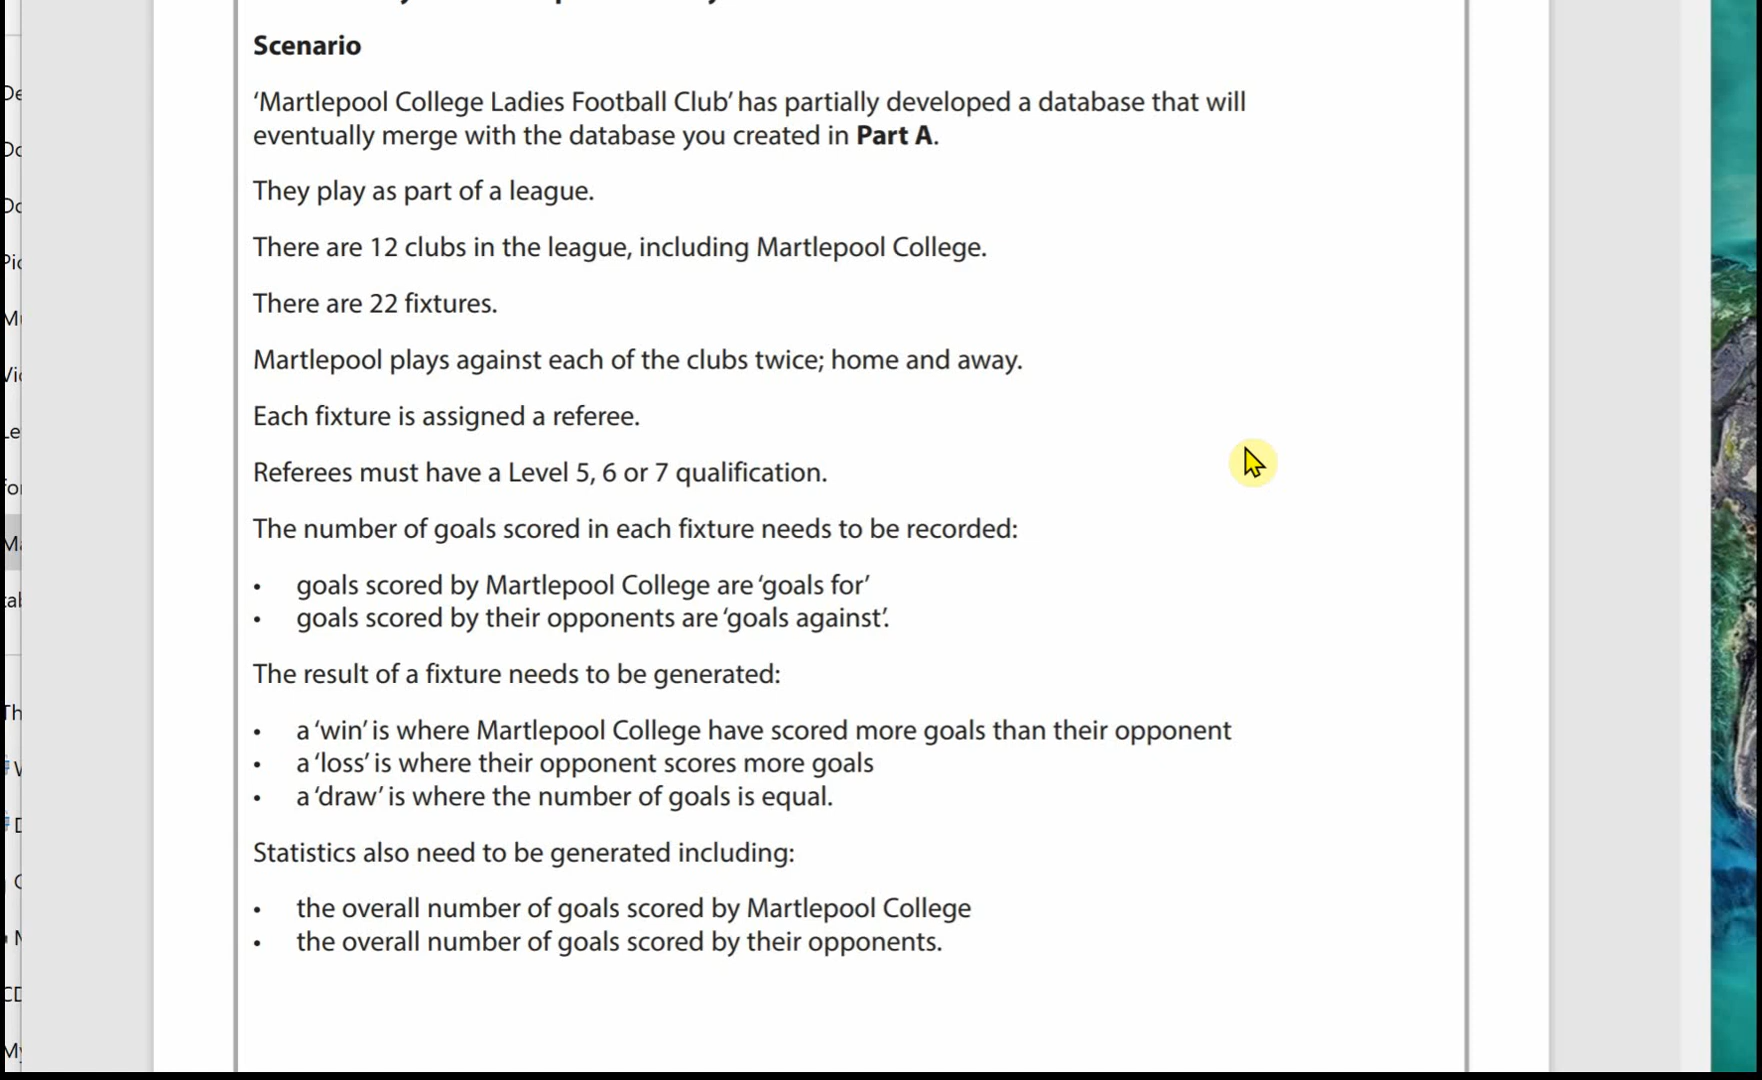 Scenario
‘Martlepool College Ladies Football Club’ has partially developed a database that will
eventually merge with the database you created in Part A.
They play as part of a league.
There are 12 clubs in the league, including Martlepool College.
There are 22 fixtures.
Martlepool plays against each of the clubs twice; home and away.
Each fixture is assigned a referee.
Referees must have a Level 5, 6 or 7 qualification.
The number of goals scored in each fixture needs to be recorded:
• goals scored by Martlepool College are ‘goals for’
• goals scored by their opponents are ‘goals against’.
The result of a fixture needs to be generated:
• a ‘win’ is where Martlepool College have scored more goals than their opponent
• a ‘loss’ is where their opponent scores more goals
• a ‘draw’ is where the number of goals is equal.
Statistics also need to be generated including:
• the overall number of goals scored by Martlepool College
• the overall number of goals scored by their opponents.